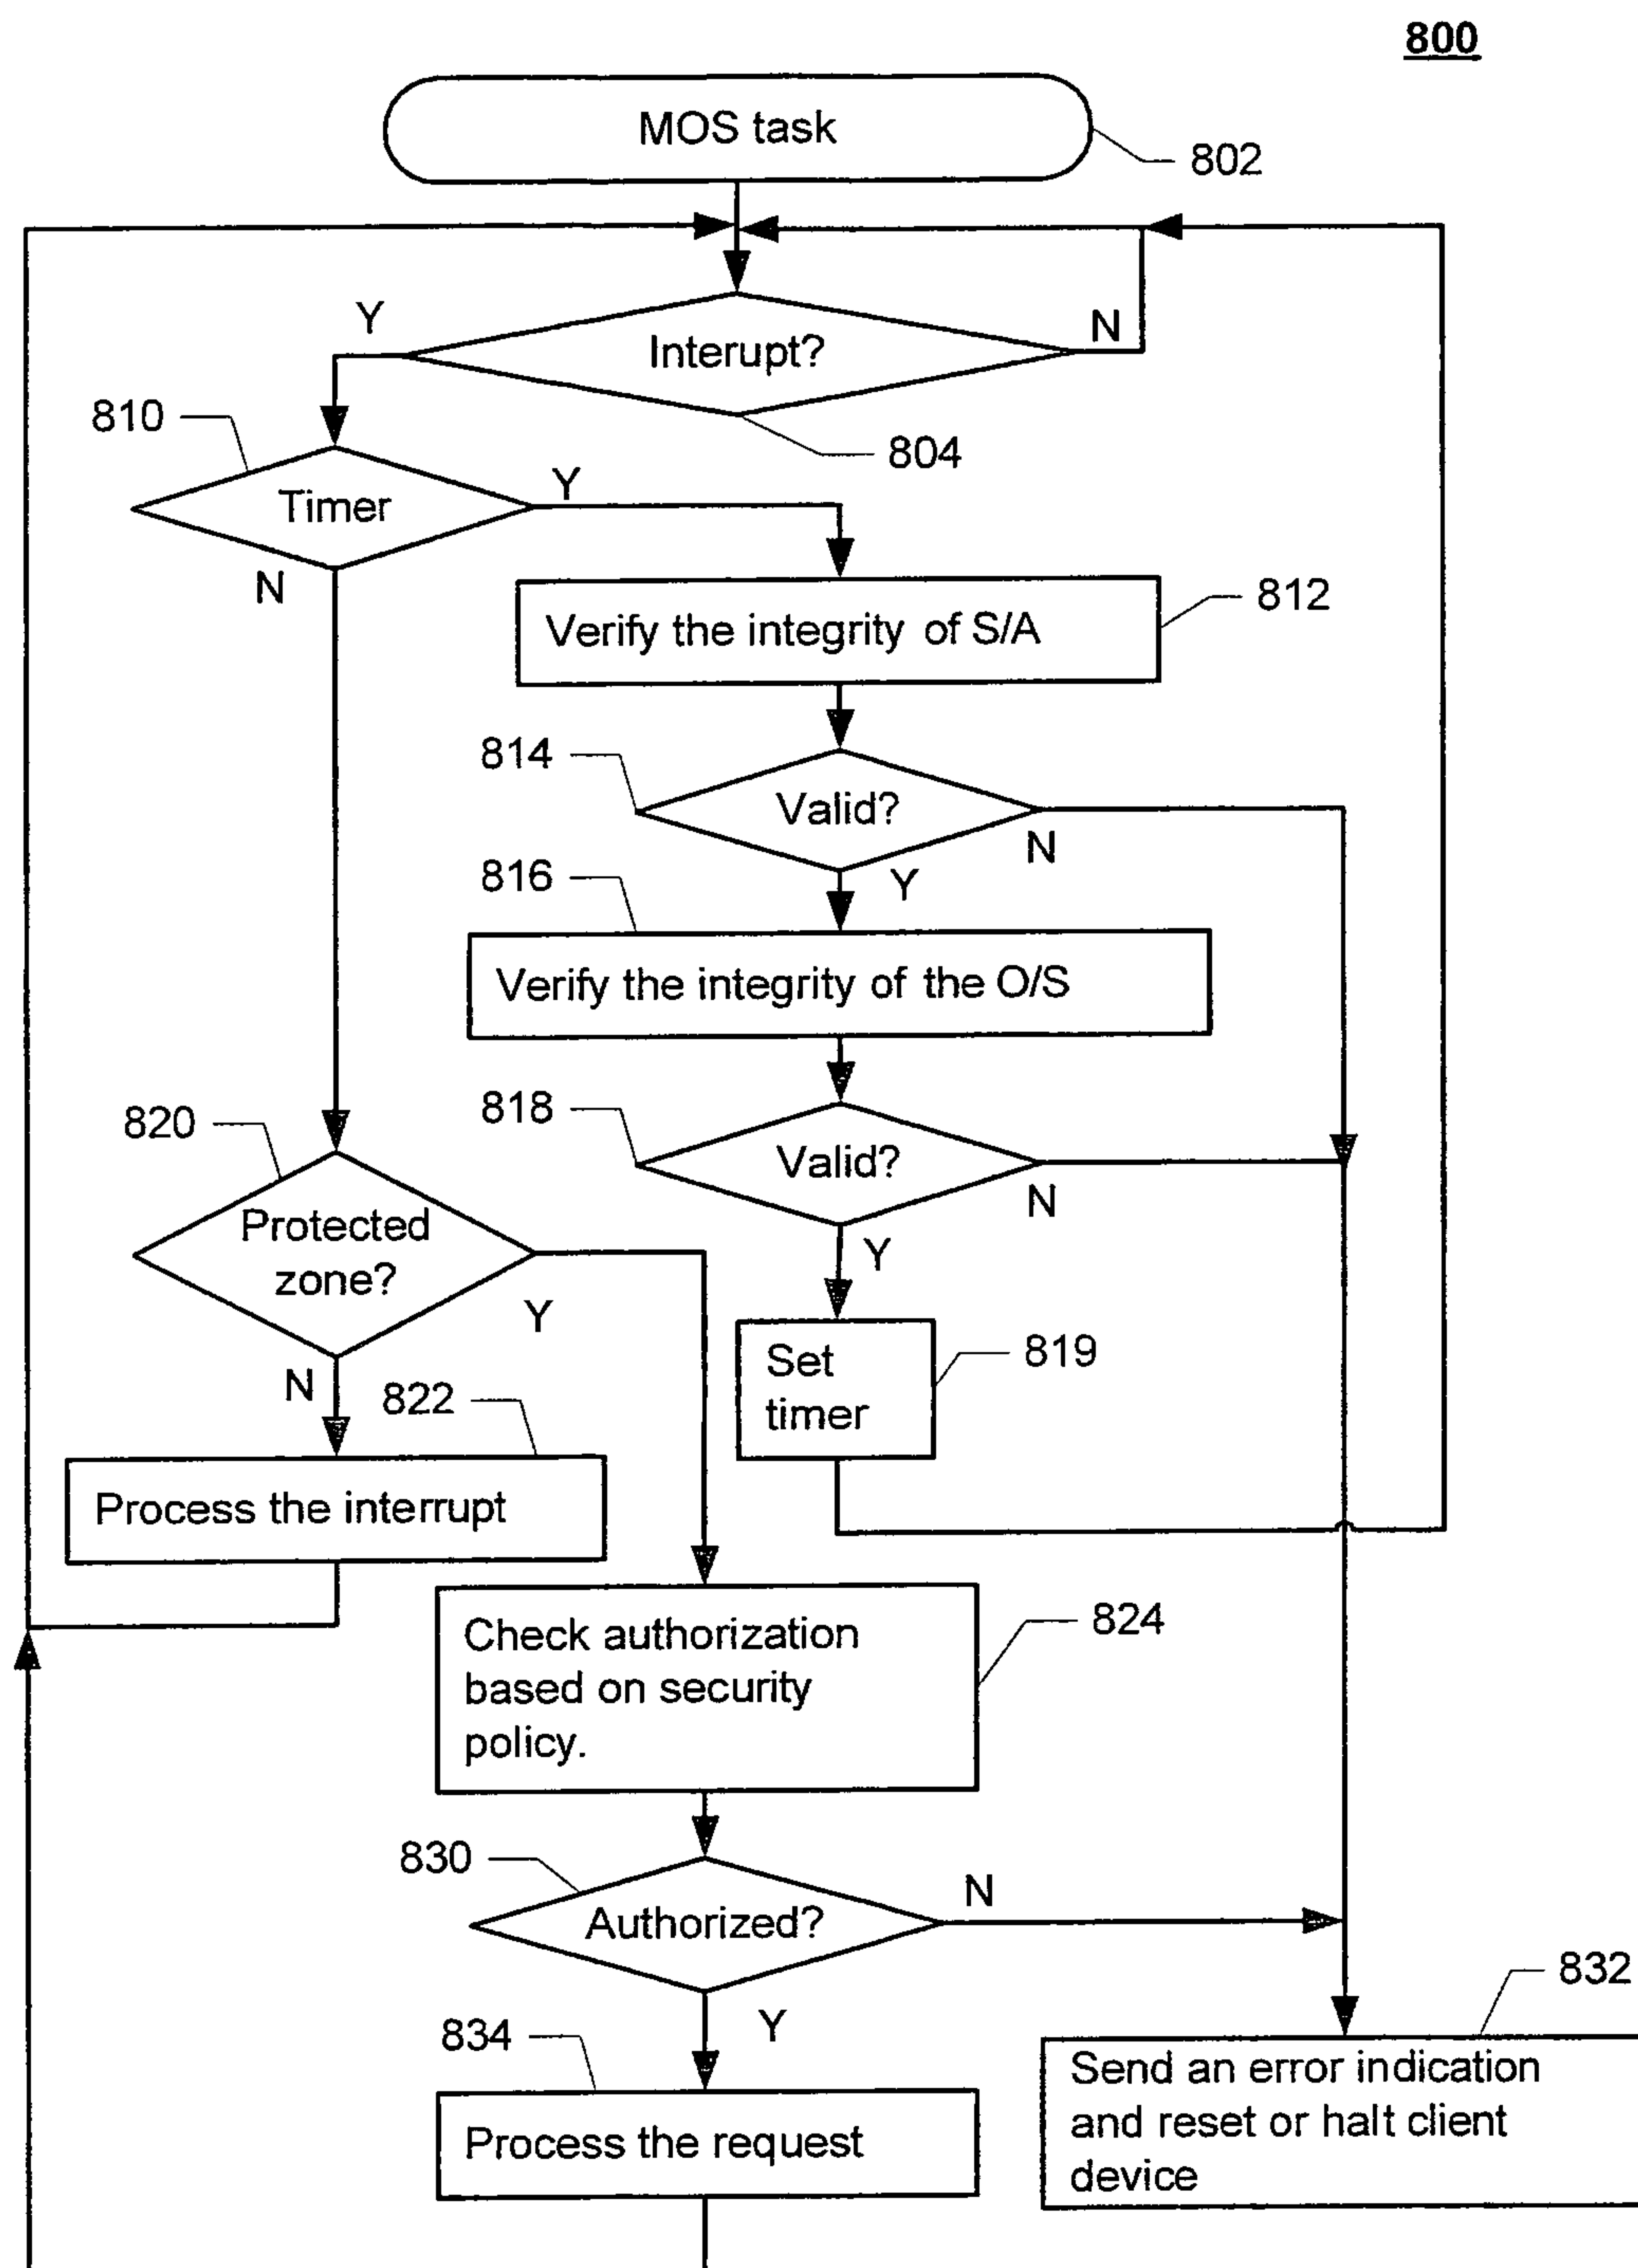 800
MOS task
802
Y
Interupt?
N
804
810
Timer
Y
N
Verify the integrity of S/A
812
814
Valid?
N
Y
816
Verify the integrity of the O/S
818
Valid?
N
Y
820
Protected
zone?
Y
N
Set
timer
819
822
Process the interrupt
Check authorization
based on security
policy.
824
830
Authorized?
N
Y
832
834
Process the request
Send an error indication
and reset or halt client
device